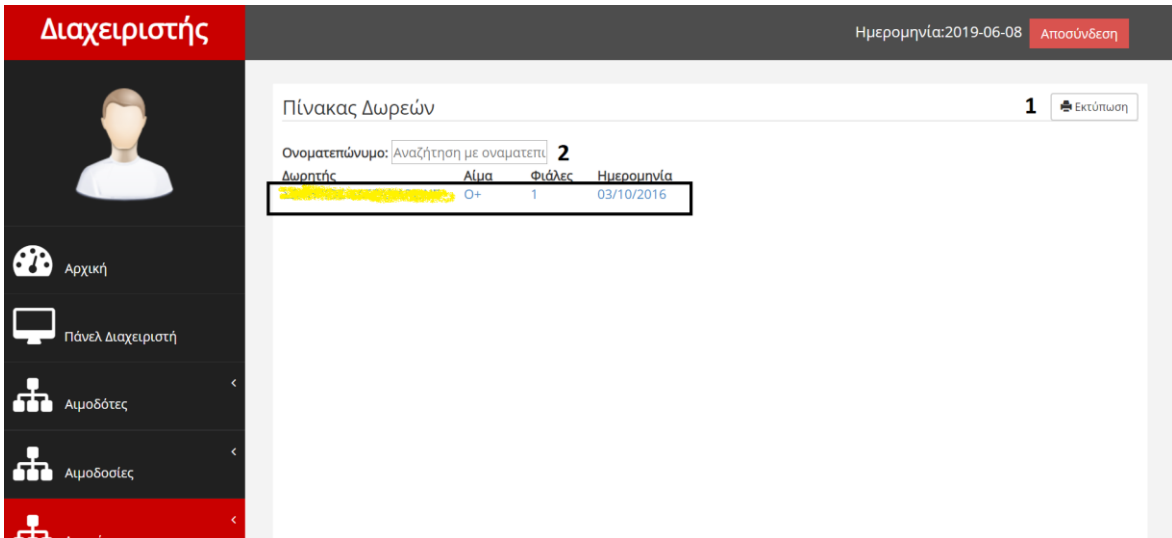 Διαχειριστής
Ημερομηνία:2019-06-08 Αποσύνδεση
Πίνακας Δωρεών 1 Εκτύπωση
Ονοματεπώνυμο: Αναζήτηση με οναματεπι 2
Δωρητής Αίμα Φιάλες Ημερομηνία
O+ 1 03/10/2016
Αρχική
Πάνελ Διαχειριστή
Αιμοδότες
Αιμοδοσίες